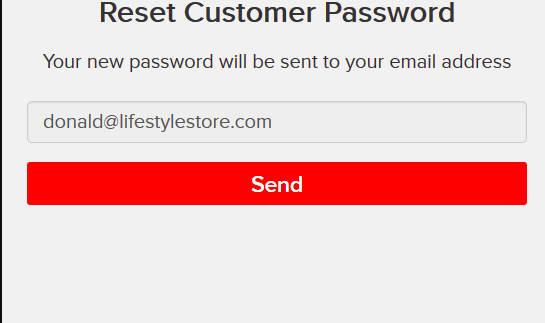 Reset Customer Password
Your new password will be sent to your email address
donald@lifestylestore.com
Send